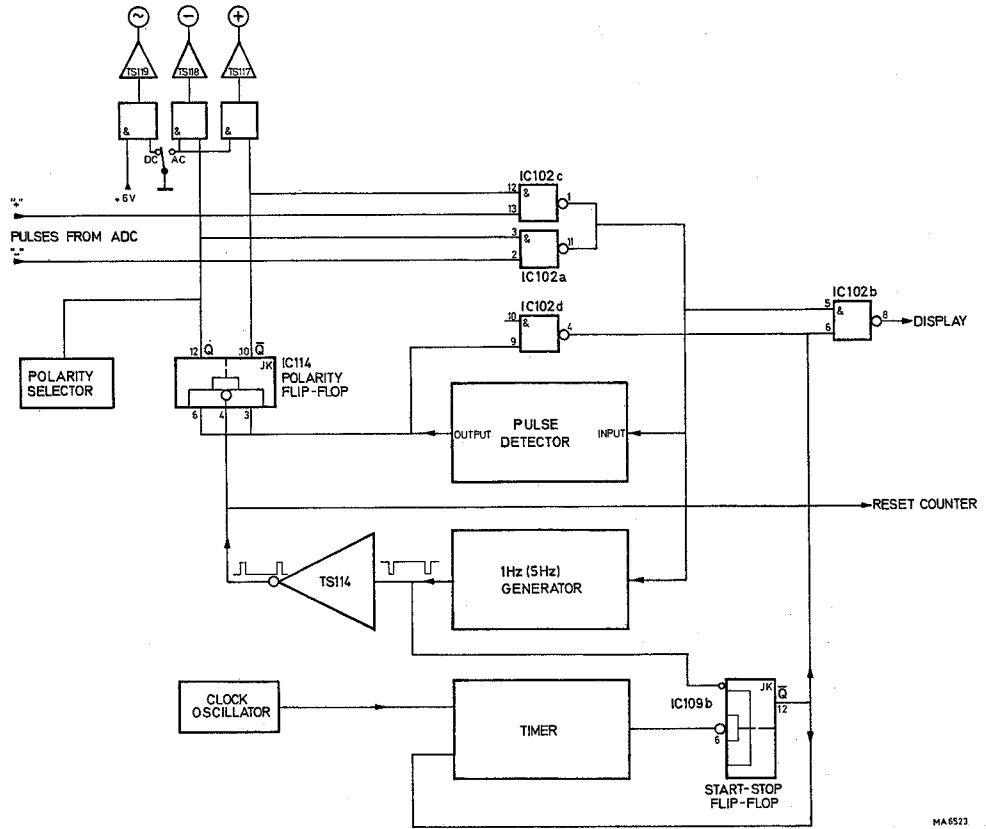 ~ − +
TS119 TS118 TS117
& & &
DC AC
+6V
"+"
PULSES FROM ADC
"-"
IC102c
12 & 1
13
3 & 11
2
IC102a
IC102d
10 & 4
9
IC102b
5 & 8
6
DISPLAY
12 Q 10 Q̅
JK
6 4 3
IC114
POLARITY
FLIP-FLOP
POLARITY
SELECTOR
OUTPUT
PULSE
DETECTOR
INPUT
RESET COUNTER
TS114
1Hz (5Hz)
GENERATOR
CLOCK
OSCILLATOR
TIMER
IC109b
JK
Q̅
12
6
START-STOP
FLIP-FLOP
MA6523